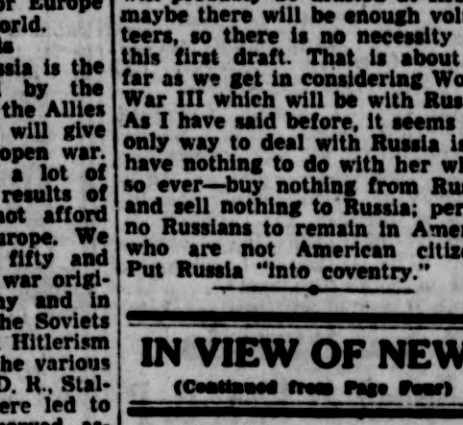 or Europe
orld.
ssia is the
by the
the Allies
will give
open war.
a lot of
results of
not afford
urope. We
fifty and
war origi-
ny and in
he Soviets
Hitlerism
he various
D. R., Stal-
ere led to
maybe there will be enough vol
teers, so there is no necessity
this first draft. That is about
far as we get in considering Wo
War III which will be with Rus
As I have said before, it seems
only way to deal with Russia is
have nothing to do with her wh
so ever—buy nothing from Rus
and sell nothing to Russia; per
no Russians to remain in Amer
who are not American citize
Put Russia "into coventry."
IN VIEW OF NEW
(Continued from Page Four)